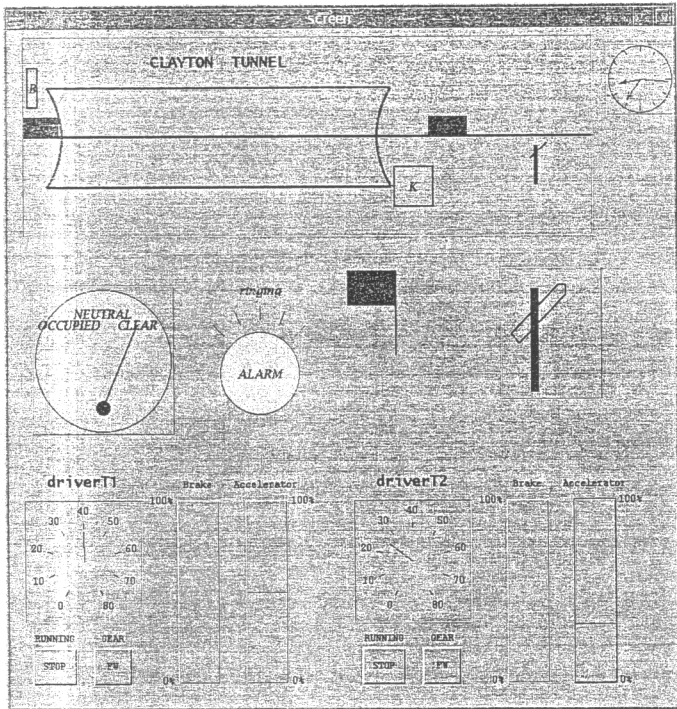 screen
CLAYTON TUNNEL
B
K
ringing
NEUTRAL
OCCUPIED CLEAR
ALARM
driverT1 Brake Accelerator driverT2 Brake Accelerator
100% 100% 100% 100%
40 40
30 50 30 50
20 60 20 60
10 70 10 70
0 80 0 80
RUNNING GEAR RUNNING GEAR
STOP FW STOP FW
0% 0% 0% 0%